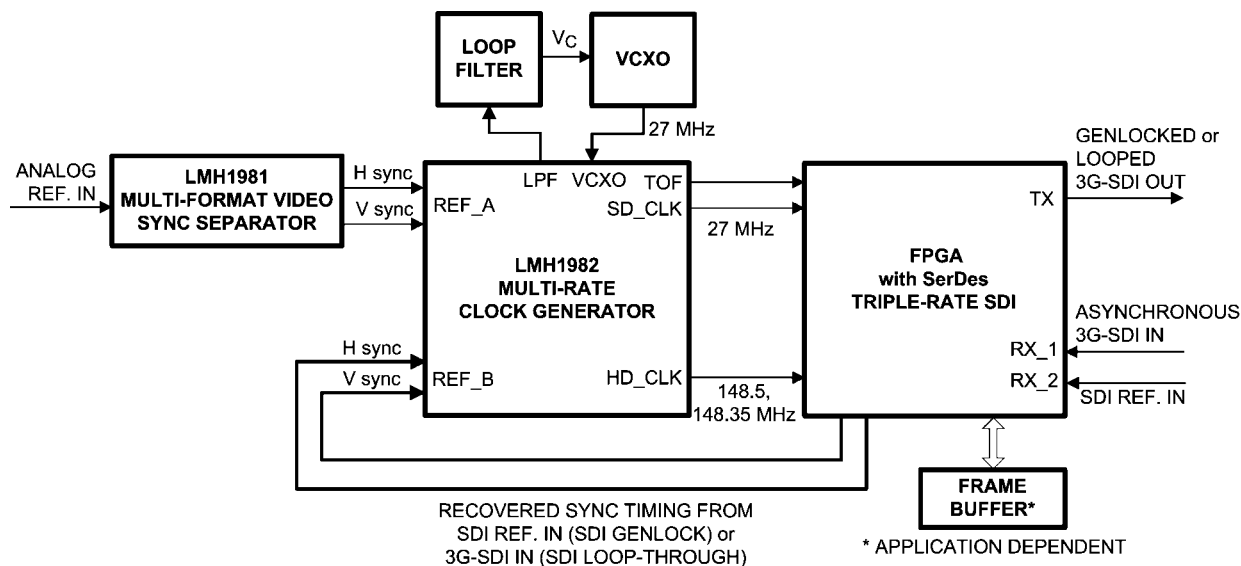 LOOP
FILTER
VC
VCXO
27 MHz
ANALOG
REF. IN
LMH1981
MULTI-FORMAT VIDEO
SYNC SEPARATOR
H sync
V sync
LPF
VCXO
REF_A
LMH1982
MULTI-RATE
CLOCK GENERATOR
H sync
V sync
REF_B
TOF
SD_CLK
27 MHz
HD_CLK
148.5,
148.35 MHz
FPGA
with SerDes
TRIPLE-RATE SDI
TX
GENLOCKED or
LOOPED
3G-SDI OUT
RX_1
ASYNCHRONOUS
3G-SDI IN
RX_2
SDI REF. IN
FRAME
BUFFER*
* APPLICATION DEPENDENT
RECOVERED SYNC TIMING FROM
SDI REF. IN (SDI GENLOCK) or
3G-SDI IN (SDI LOOP-THROUGH)